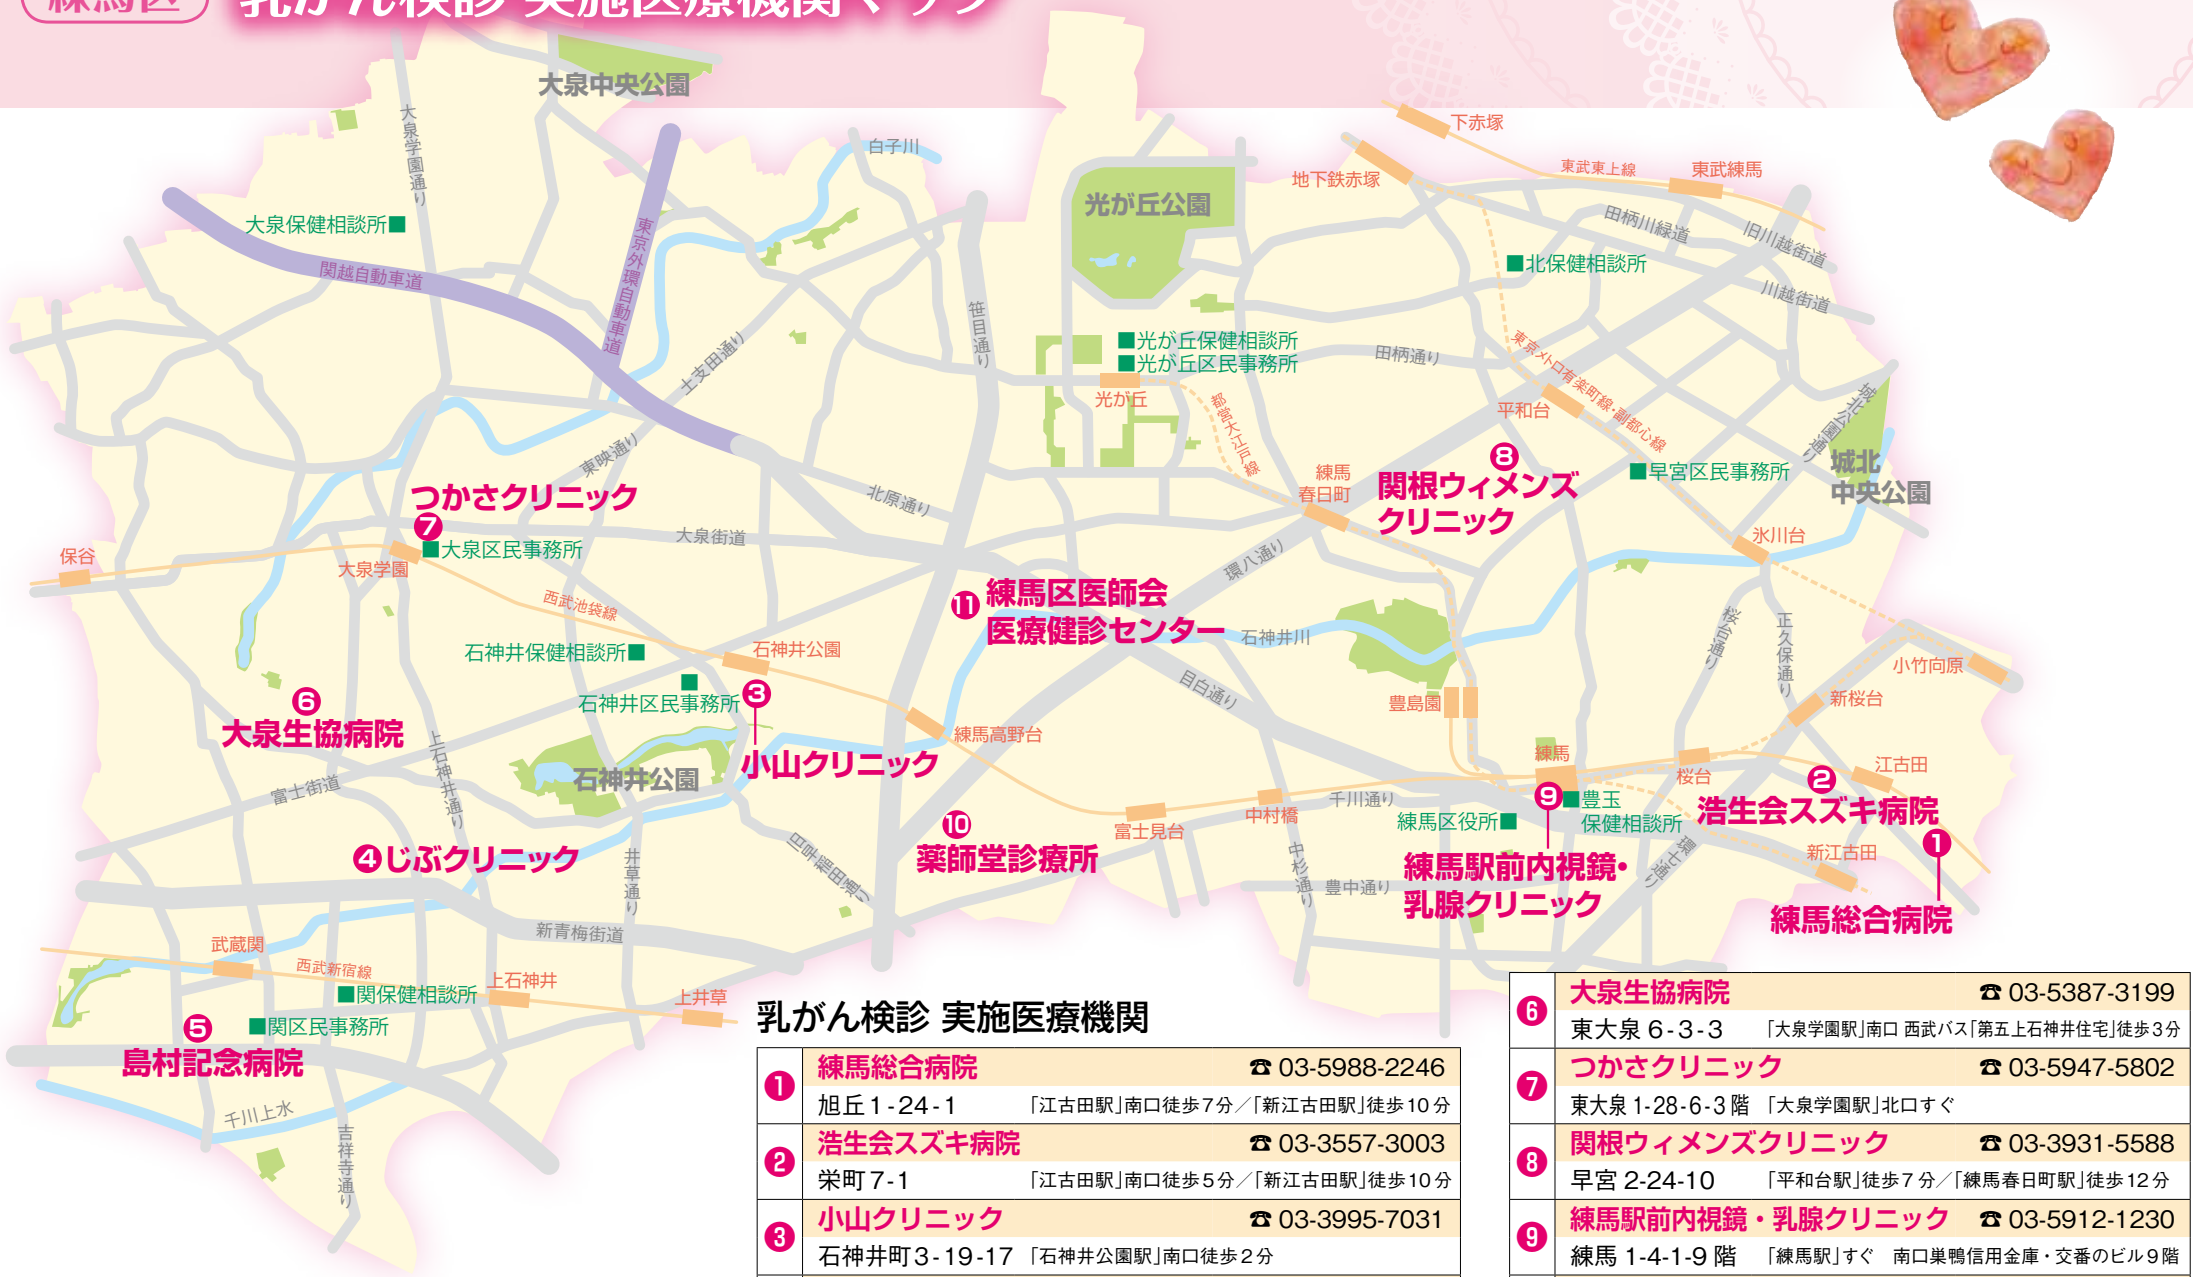 練馬区 乳がん検診 実施医療機関マップ
大泉中央公園
大泉学園通り
白子川
下赤塚
地下鉄赤塚
東武東上線
東武練馬
光が丘公園
大泉保健相談所■
関越自動車道
東京外環自動車道
田柄川緑道
旧川越街道
川越街道
■北保健相談所
笹目通り
土支田通り
■光が丘保健相談所
■光が丘区民事務所
光が丘
都営大江戸線
田柄通り
東京メトロ有楽町線・副都心線
平和台
城北公園通り
城北
中央公園
東映通り
北原通り
練馬
春日町
⑧
関根ウィメンズ
クリニック
■早宮区民事務所
つかさクリニック
⑦
■大泉区民事務所
大泉街道
保谷
大泉学園
西武池袋線
氷川台
環八通り
⑪ 練馬区医師会
医療健診センター
石神井川
石神井保健相談所■
石神井公園
■
石神井区民事務所
③
小山クリニック
目白通り
桜台通り
正久保通り
小竹向原
新桜台
豊島園
⑥
大泉生協病院
上石神井通り
富士街道
石神井公園
練馬高野台
練馬
桜台
江古田
②
浩生会スズキ病院
千川通り
中村橋
富士見台
⑨
■豊玉
保健相談所
練馬区役所■
練馬駅前内視鏡・
乳腺クリニック
①
練馬総合病院
新江古田
環七通り
⑩
薬師堂診療所
中杉通り
豊中通り
④じぶクリニック
井草通り
旧早稲田通り
新青梅街道
武蔵関
西武新宿線
上石神井
■関保健相談所
上井草
⑤
島村記念病院
■関区民事務所
千川上水
吉祥寺通り
乳がん検診 実施医療機関
① 練馬総合病院 ☎ 03-5988-2246
旭丘1-24-1 「江古田駅」南口徒歩7分／「新江古田駅」徒歩10分
② 浩生会スズキ病院 ☎ 03-3557-3003
栄町7-1 「江古田駅」南口徒歩5分／「新江古田駅」徒歩10分
③ 小山クリニック ☎ 03-3995-7031
石神井町3-19-17 「石神井公園駅」南口徒歩2分
⑥ 大泉生協病院 ☎ 03-5387-3199
東大泉6-3-3 「大泉学園駅」南口 西武バス「第五上石神井住宅」徒歩3分
⑦ つかさクリニック ☎ 03-5947-5802
東大泉1-28-6-3階 「大泉学園駅」北口すぐ
⑧ 関根ウィメンズクリニック ☎ 03-3931-5588
早宮2-24-10 「平和台駅」徒歩7分／「練馬春日町駅」徒歩12分
⑨ 練馬駅前内視鏡・乳腺クリニック ☎ 03-5912-1230
練馬1-4-1-9階 「練馬駅」すぐ 南口巣鴨信用金庫・交番のビル9階